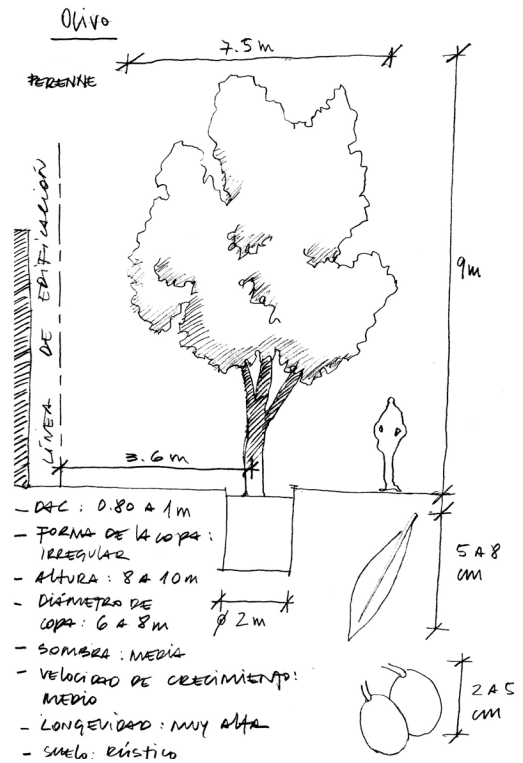 Olivo
PERENNE
7.5 m
9m
LÍNEA DE EDIFICACIÓN
3.6 m
- DAC : 0.80 A 1m
- FORMA DE LA COPA :
IRREGULAR
- ALTURA : 8 A 10m
- DIÁMETRO DE
COPA : 6 A 8m
- SOMBRA : MEDIA
- VELOCIDAD DE CRECIMIENTO:
MEDIO
- LONGEVIDAD : MUY ALTA
- SUELO: RÚSTICO
ø 2 m
5 A 8
cm
2 A 5
cm